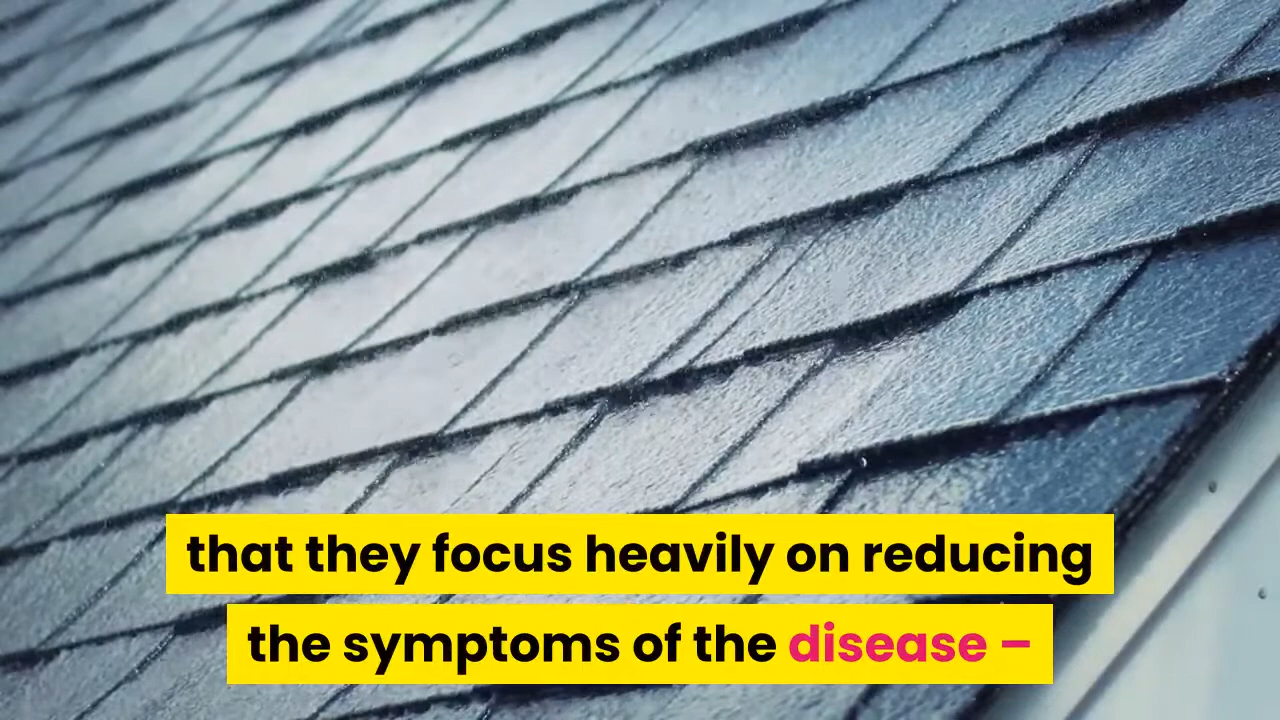 that they focus heavily on reducing
the symptoms of the disease –